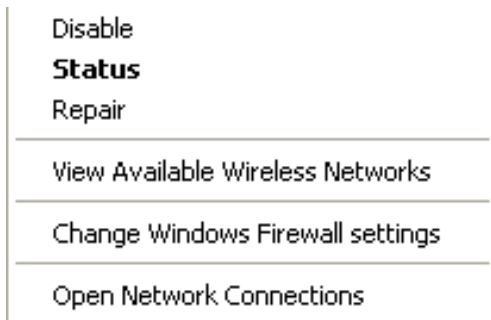 Disable
Status
Repair
View Available Wireless Networks
Change Windows Firewall settings
Open Network Connections